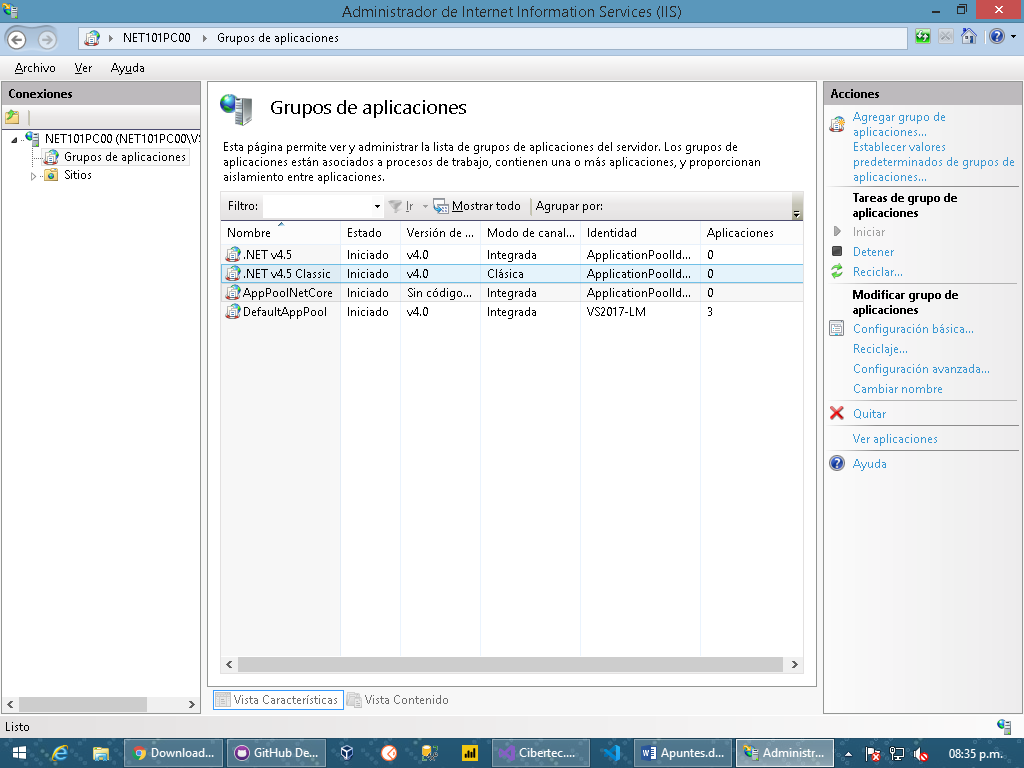 Administrador de Internet Information Services (IIS)
NET101PC00
Grupos de aplicaciones
Archivo Ver Ayuda
Conexiones
NET101PC00 (NET101PC00\VS
Grupos de aplicaciones
Sitios
Grupos de aplicaciones
Esta página permite ver y administrar la lista de grupos de aplicaciones del servidor. Los grupos de
aplicaciones están asociados a procesos de trabajo, contienen una o más aplicaciones, y proporcionan
aislamiento entre aplicaciones.
Filtro: Ir Mostrar todo Agrupar por:
Nombre Estado Versión de ... Modo de canal... Identidad Aplicaciones
.NET v4.5 Iniciado v4.0 Integrada ApplicationPoolId... 0
.NET v4.5 Classic Iniciado v4.0 Clásica ApplicationPoolId... 0
AppPoolNetCore Iniciado Sin código... Integrada ApplicationPoolId... 0
DefaultAppPool Iniciado v4.0 Integrada VS2017-LM 3
Vista Características Vista Contenido
Acciones
Agregar grupo de
aplicaciones...
Establecer valores
predeterminados de grupos de
aplicaciones...
Tareas de grupo de
aplicaciones
Iniciar
Detener
Reciclar...
Modificar grupo de
aplicaciones
Configuración básica...
Reciclaje...
Configuración avanzada...
Cambiar nombre
Quitar
Ver aplicaciones
Ayuda
Listo
Download... GitHub De... Cibertec.... Apuntes.d... Administr... 08:35 p.m.